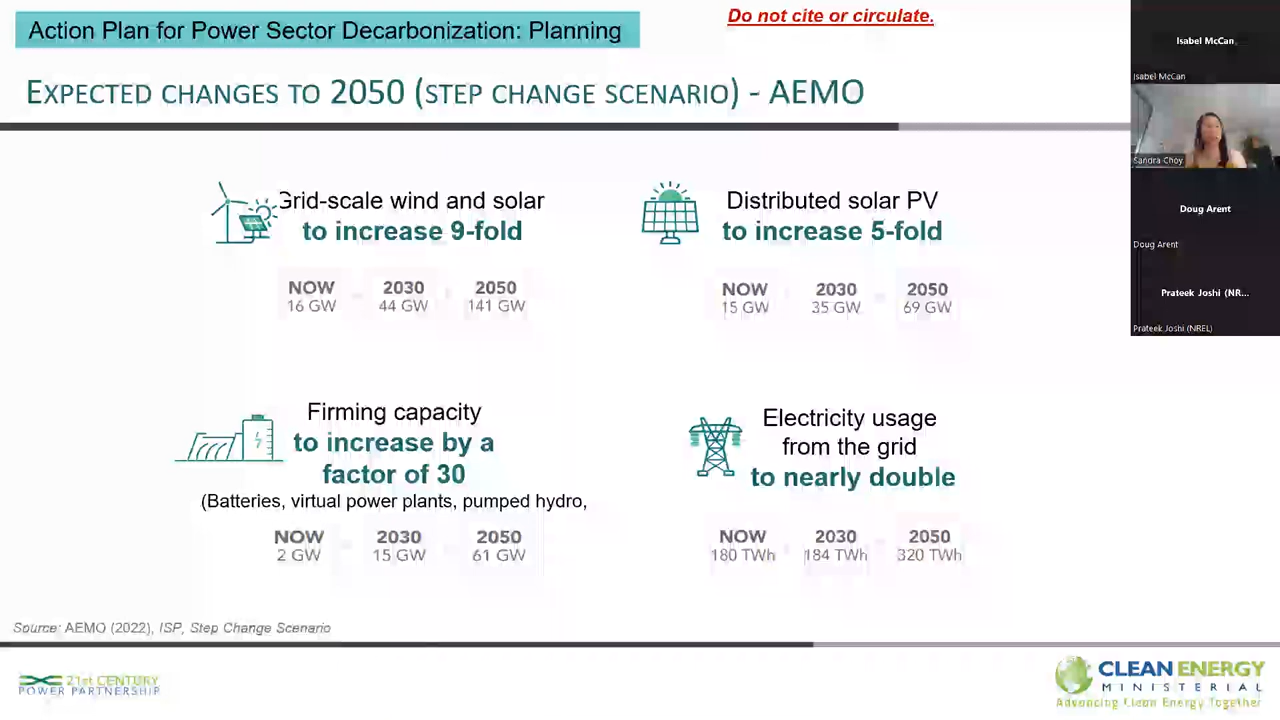 Action Plan for Power Sector Decarbonization: Planning
Do not cite or circulate.
EXPECTED CHANGES TO 2050 (STEP CHANGE SCENARIO) - AEMO
Grid-scale wind and solar
to increase 9-fold
NOW 2030 2050
16 GW 44 GW 141 GW
Distributed solar PV
to increase 5-fold
NOW 2030 2050
15 GW 35 GW 69 GW
Firming capacity
to increase by a
factor of 30
(Batteries, virtual power plants, pumped hydro,
NOW 2030 2050
2 GW 15 GW 61 GW
Electricity usage
from the grid
to nearly double
NOW 2030 2050
180 TWh 184 TWh 320 TWh
Source: AEMO (2022), ISP, Step Change Scenario
21st CENTURY
POWER PARTNERSHIP
CLEAN ENERGY
MINISTERIAL
Advancing Clean Energy Together
Isabel McCan
Isabel McCan
Sandra Choy
Doug Arent
Doug Arent
Prateek Joshi (NR...
Prateek Joshi (NREL)